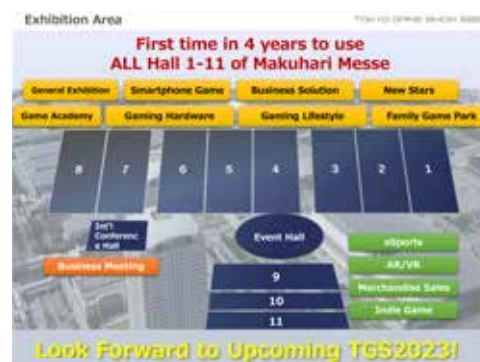 Exhibition Area
TOKYO GAME SHOW
First time in 4 years to use
ALL Hall 1-11 of Makuhari Messe
General Exhibition Smartphone Game Business Solution New Stars
Game Academy Gaming Hardware Gaming Lifestyle Family Game Park
8 7 6 5 4 3 2 1
Int'l
Conferenc
e Hall
Event Hall
Business Meeting
eSports
AR/VR
Merchandise Sales
Indie Game
9
10
11
Look Forward to Upcoming TGS2023!